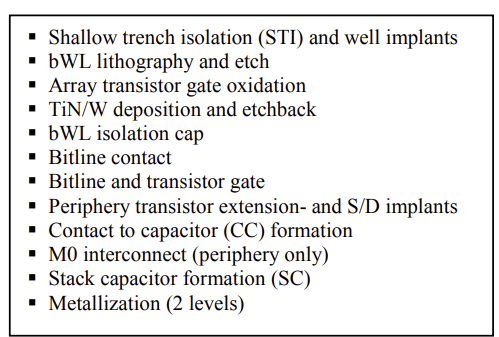 ▪ Shallow trench isolation (STI) and well implants
▪ bWL lithography and etch
▪ Array transistor gate oxidation
▪ TiN/W deposition and etchback
▪ bWL isolation cap
▪ Bitline contact
▪ Bitline and transistor gate
▪ Periphery transistor extension- and S/D implants
▪ Contact to capacitor (CC) formation
▪ M0 interconnect (periphery only)
▪ Stack capacitor formation (SC)
▪ Metallization (2 levels)